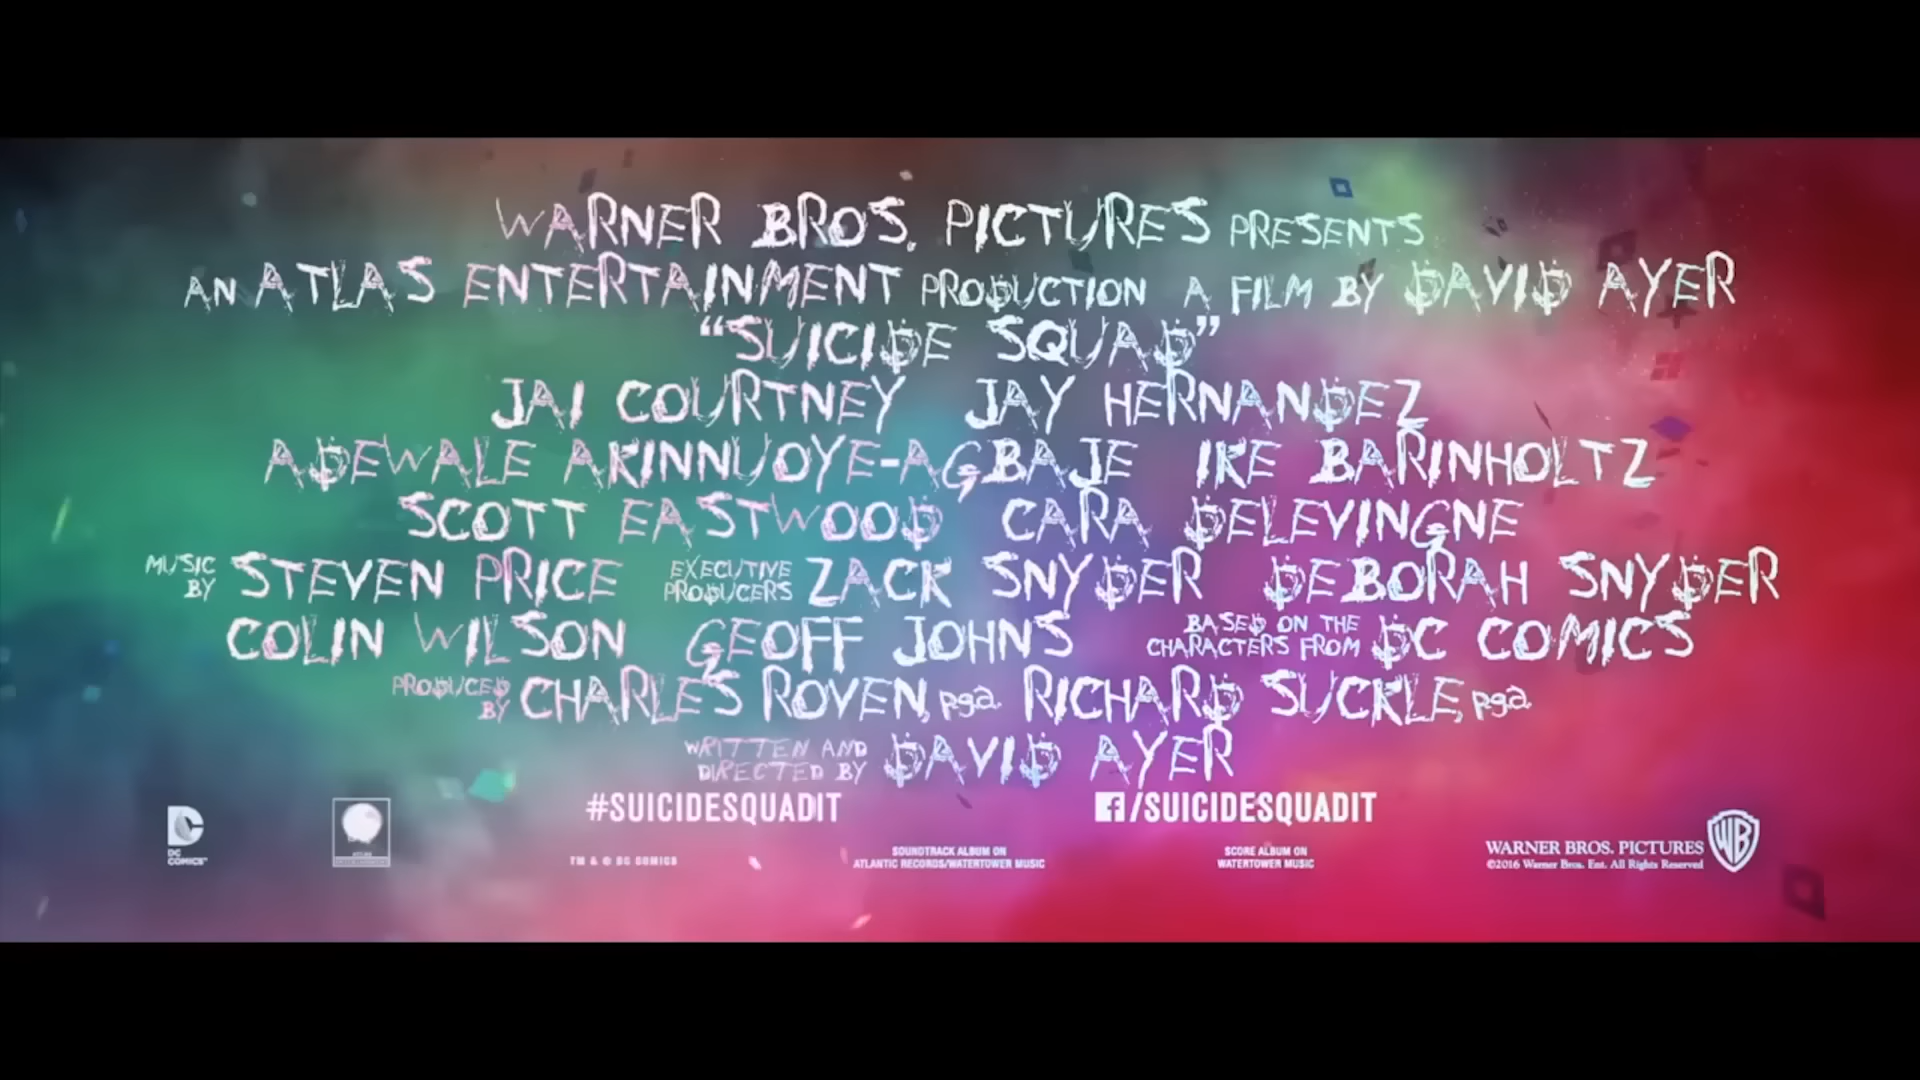 WARNER BROS. PICTURES PRESENTS
AN ATLAS ENTERTAINMENT PRODUCTION A FILM BY DAVID AYER
“SUICIDE SQUAD”
JAI COURTNEY JAY HERNANDEZ
ADEWALE AKINNUOYE-AGBAJE IKE BARINHOLTZ
SCOTT EASTWOOD CARA DELEVINGNE
MUSIC BY STEVEN PRICE EXECUTIVE PRODUCERS ZACK SNYDER DEBORAH SNYDER
COLIN WILSON GEOFF JOHNS BASED ON THE CHARACTERS FROM DC COMICS
PRODUCED BY CHARLES ROVEN, p.g.a. RICHARD SUCKLE, p.g.a.
WRITTEN AND DIRECTED BY DAVID AYER
#SUICIDESQUADIT f/SUICIDESQUADIT
DC COMICS™
TM & © DC COMICS
SOUNDTRACK ALBUM ON
ATLANTIC RECORDS/WATERTOWER MUSIC
SCORE ALBUM ON
WATERTOWER MUSIC
WARNER BROS. PICTURES WB
©2016 Warner Bros. Ent. All Rights Reserved